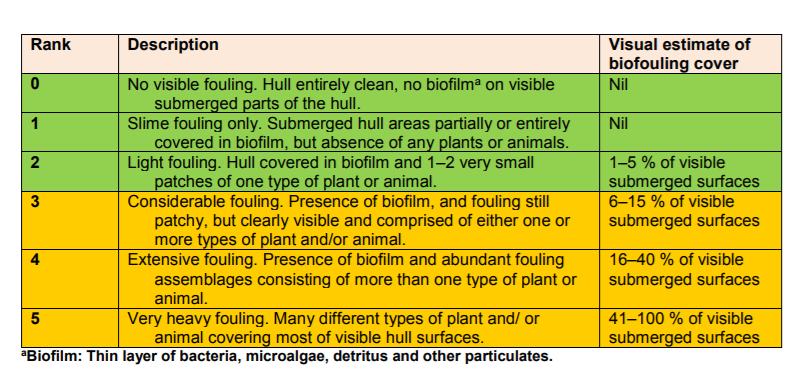 Rank Description Visual estimate of
biofouling cover
0 No visible fouling. Hull entirely clean, no biofilmᵃ on visible Nil
submerged parts of the hull.
1 Slime fouling only. Submerged hull areas partially or entirely Nil
covered in biofilm, but absence of any plants or animals.
2 Light fouling. Hull covered in biofilm and 1–2 very small 1–5 % of visible
patches of one type of plant or animal. submerged surfaces
3 Considerable fouling. Presence of biofilm, and fouling still 6–15 % of visible
patchy, but clearly visible and comprised of either one or submerged surfaces
more types of plant and/or animal.
4 Extensive fouling. Presence of biofilm and abundant fouling 16–40 % of visible
assemblages consisting of more than one type of plant or submerged surfaces
animal.
5 Very heavy fouling. Many different types of plant and/ or 41–100 % of visible
animal covering most of visible hull surfaces. submerged surfaces
ᵃBiofilm: Thin layer of bacteria, microalgae, detritus and other particulates.